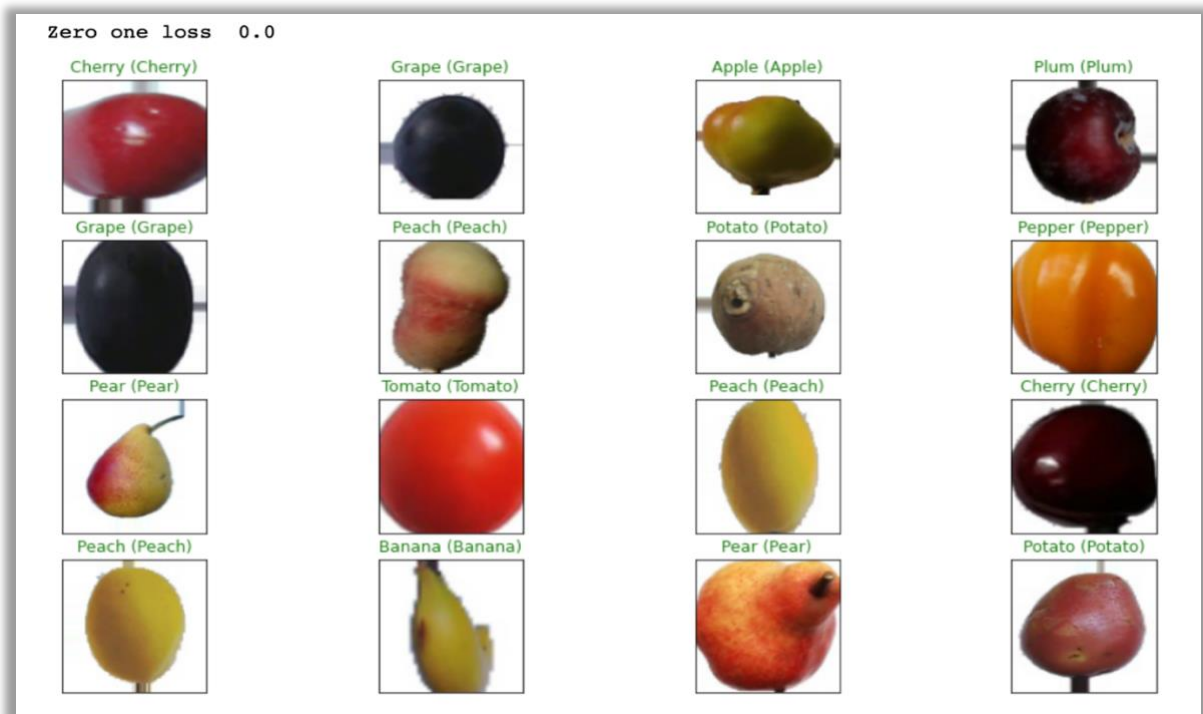 Zero one loss 0.0
Cherry (Cherry) Grape (Grape) Apple (Apple) Plum (Plum)
Grape (Grape) Peach (Peach) Potato (Potato) Pepper (Pepper)
Pear (Pear) Tomato (Tomato) Peach (Peach) Cherry (Cherry)
Peach (Peach) Banana (Banana) Pear (Pear) Potato (Potato)